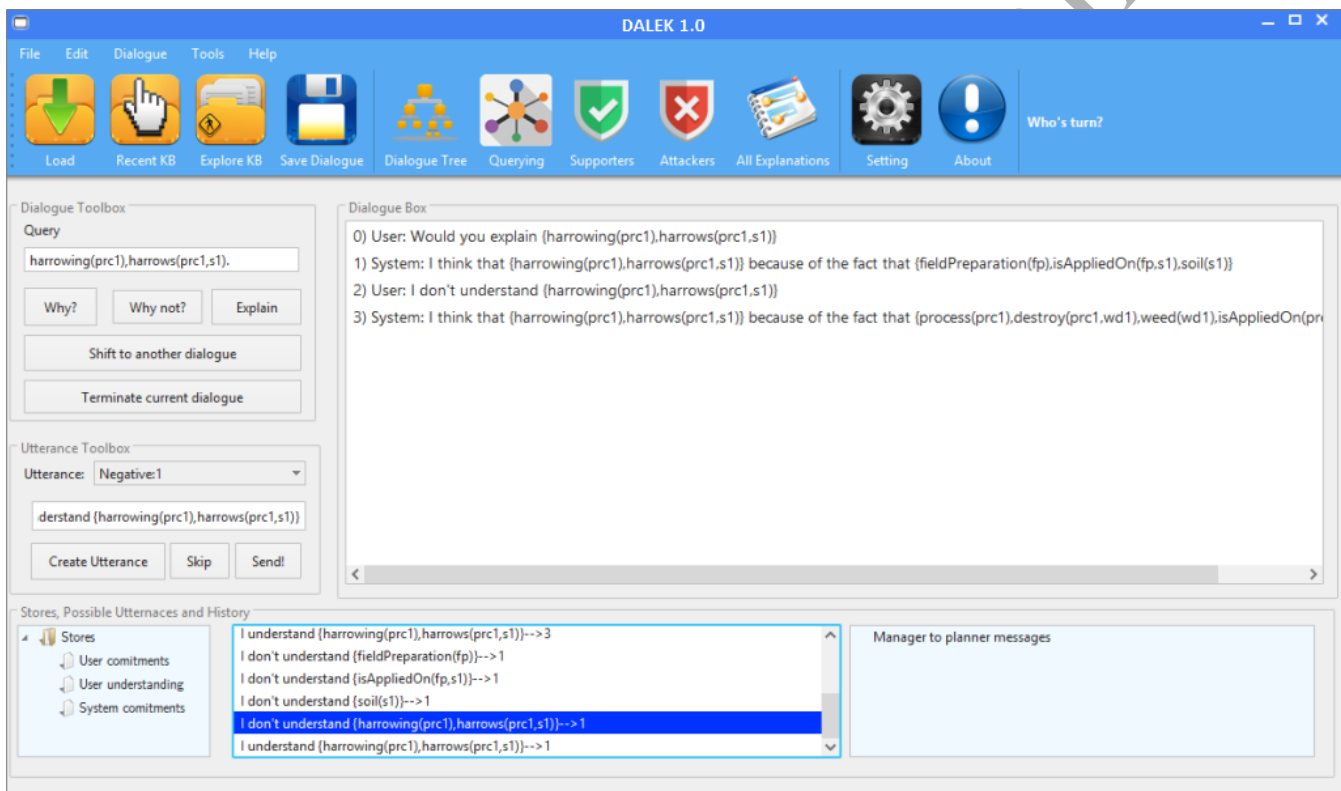 DALEK 1.0
File Edit Dialogue Tools Help
Load Recent KB Explore KB Save Dialogue Dialogue Tree Querying Supporters Attackers All Explanations Setting About Who's turn?
Dialogue Toolbox
Query
harrowing(prc1),harrows(prc1,s1).
Why? Why not? Explain
Shift to another dialogue
Terminate current dialogue
Utterance Toolbox
Utterance: Negative:1
derstand {harrowing(prc1),harrows(prc1,s1)}
Create Utterance Skip Send!
Dialogue Box
0) User: Would you explain {harrowing(prc1),harrows(prc1,s1)}
1) System: I think that {harrowing(prc1),harrows(prc1,s1)} because of the fact that {fieldPreparation(fp),isAppliedOn(fp,s1),soil(s1)}
2) User: I don't understand {harrowing(prc1),harrows(prc1,s1)}
3) System: I think that {harrowing(prc1),harrows(prc1,s1)} because of the fact that {process(prc1),destroy(prc1,wd1),weed(wd1),isAppliedOn(pr
Stores, Possible Utternaces and History
Stores
User comitments
User understanding
System comitments
I understand {harrowing(prc1),harrows(prc1,s1)}-->3
I don't understand {fieldPreparation(fp)}-->1
I don't understand {isAppliedOn(fp,s1)}-->1
I don't understand {soil(s1)}-->1
I don't understand {harrowing(prc1),harrows(prc1,s1)}-->1
I understand {harrowing(prc1),harrows(prc1,s1)}-->1
Manager to planner messages